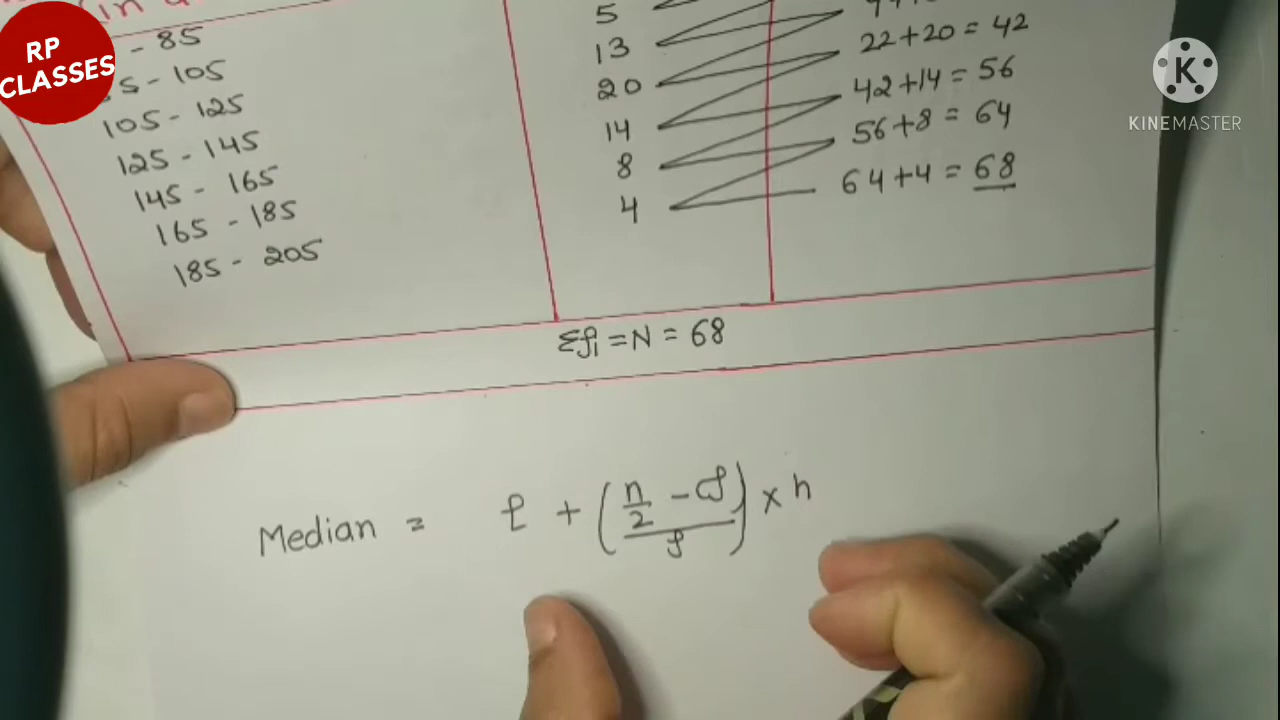 (in
RP
CLASSES
- 85
5 - 105
105 - 125
125 - 145
145 - 165
165 - 185
185 - 205
5
13
20
14
8
4
22+20 = 42
42+14 = 56
56+8 = 64
64+4 = 68
Σfi = N = 68
Median = l + (n/2 - cf / f) x h
K
KINEMASTER